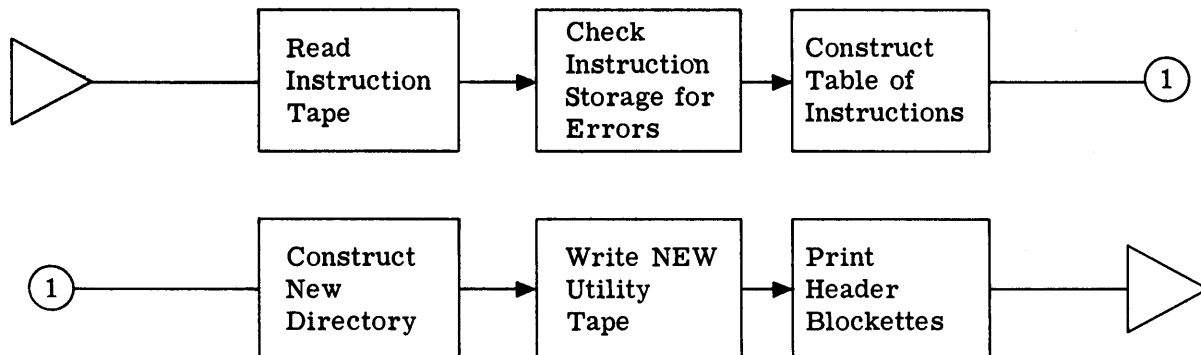 Read
Instruction
Tape
Check
Instruction
Storage for
Errors
Construct
Table of
Instructions
1
1
Construct
New
Directory
Write NEW
Utility
Tape
Print
Header
Blockettes